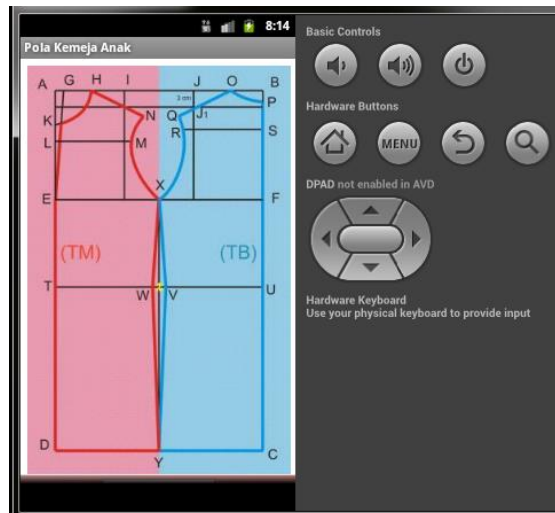 8:14
Pola Kemeja Anak
A G H I J O B
3 cm
P
K N Q J1
L M R S
X
E F
(TM) (TB)
T W V U
D C
Y
Basic Controls
Hardware Buttons
MENU
DPAD not enabled in AVD
Hardware Keyboard
Use your physical keyboard to provide input